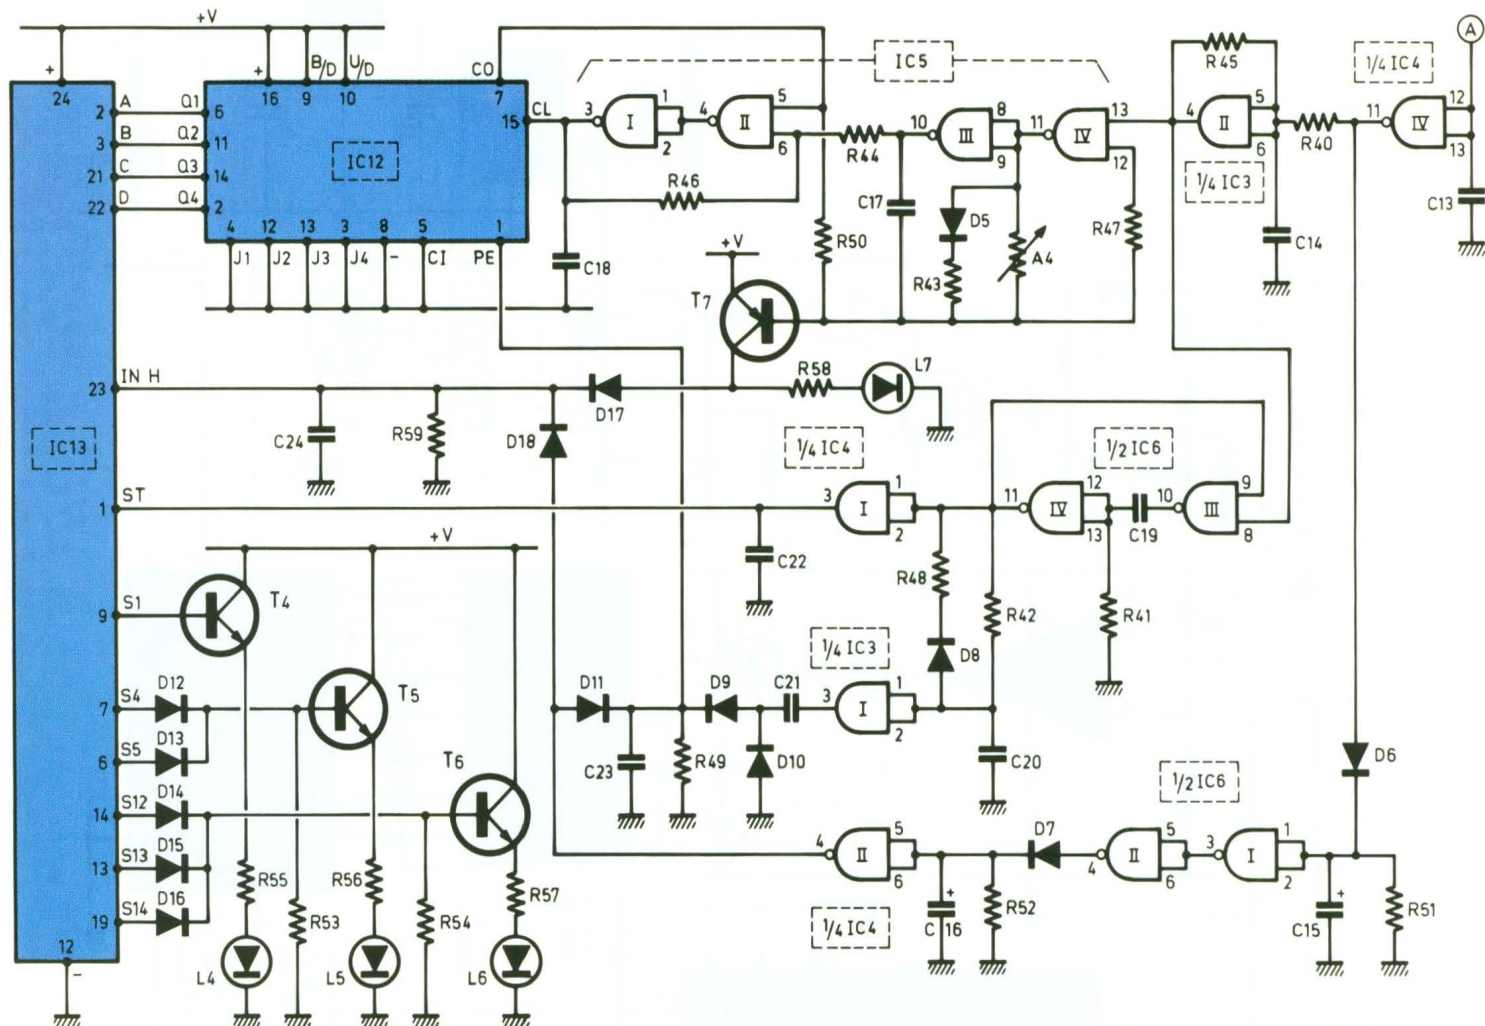 +V
A
+ 24
+ 16
B/D 9
U/D 10
CO 7
IC5
R45
1/4 IC4
2 A Q1 6
3 B Q2 11
21 C Q3 14
22 D Q4 2
IC12
15 CL
3 I 1 2
4 II 5 6
R44
10 III 8 9
11 IV 13 12
4 II 5 6
R40
11 IV 12 13
1/4 IC3
R46
C17
D5
R47
C13
4 12 13 3 8 5 1
J1 J2 J3 J4 - CI PE
C18
R50
R43
A4
C14
+V
T7
23 IN H
D17
R58
L7
IC13
C24
R59
D18
1/4 IC4
1/2 IC6
1 ST
3 I 1 2
11 IV 12 13
C19
10 III 9 8
+V
C22
R48
9 S1
T4
R42
R41
1/4 IC3
D8
7 S4 D12
T5
D11
D9
C21
3 I 1 2
6 S5 D13
C23
R49
D10
C20
D6
14 S12 D14
T6
1/2 IC6
13 S13 D15
4 II 5 6
D7
4 II 5 6
3 I 1 2
19 S14 D16
R55
R53
R56
R54
R57
1/4 IC4
+
C16
R52
+
C15
R51
12 -
L4
L5
L6